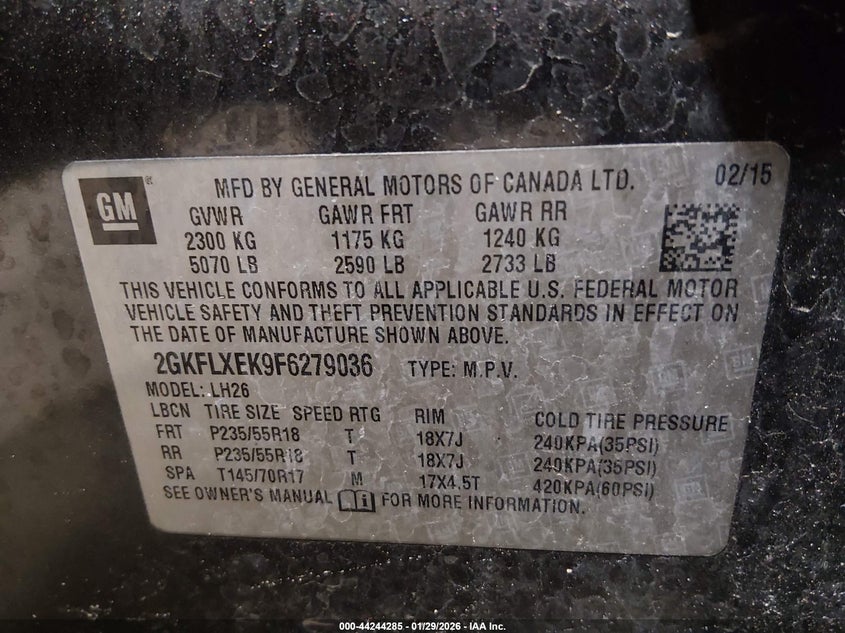 GM
MFD BY GENERAL MOTORS OF CANADA LTD. 02/15
GVWR GAWR FRT GAWR RR
2300 KG 1175 KG 1240 KG
5070 LB 2590 LB 2733 LB
THIS VEHICLE CONFORMS TO ALL APPLICABLE U.S. FEDERAL MOTOR
VEHICLE SAFETY AND THEFT PREVENTION STANDARDS IN EFFECT ON
THE DATE OF MANUFACTURE SHOWN ABOVE.
2GKFLXEK9F6279036 TYPE: M.P.V.
MODEL: LH26
LBCN TIRE SIZE SPEED RTG RIM COLD TIRE PRESSURE
FRT P235/55R18 T 18X7J 240KPA(35PSI)
RR P235/55R18 T 18X7J 240KPA(35PSI)
SPA T145/70R17 M 17X4.5T 420KPA(60PSI)
SEE OWNER'S MANUAL FOR MORE INFORMATION.
000-44244285 - 01/29/2026 - IAA Inc.